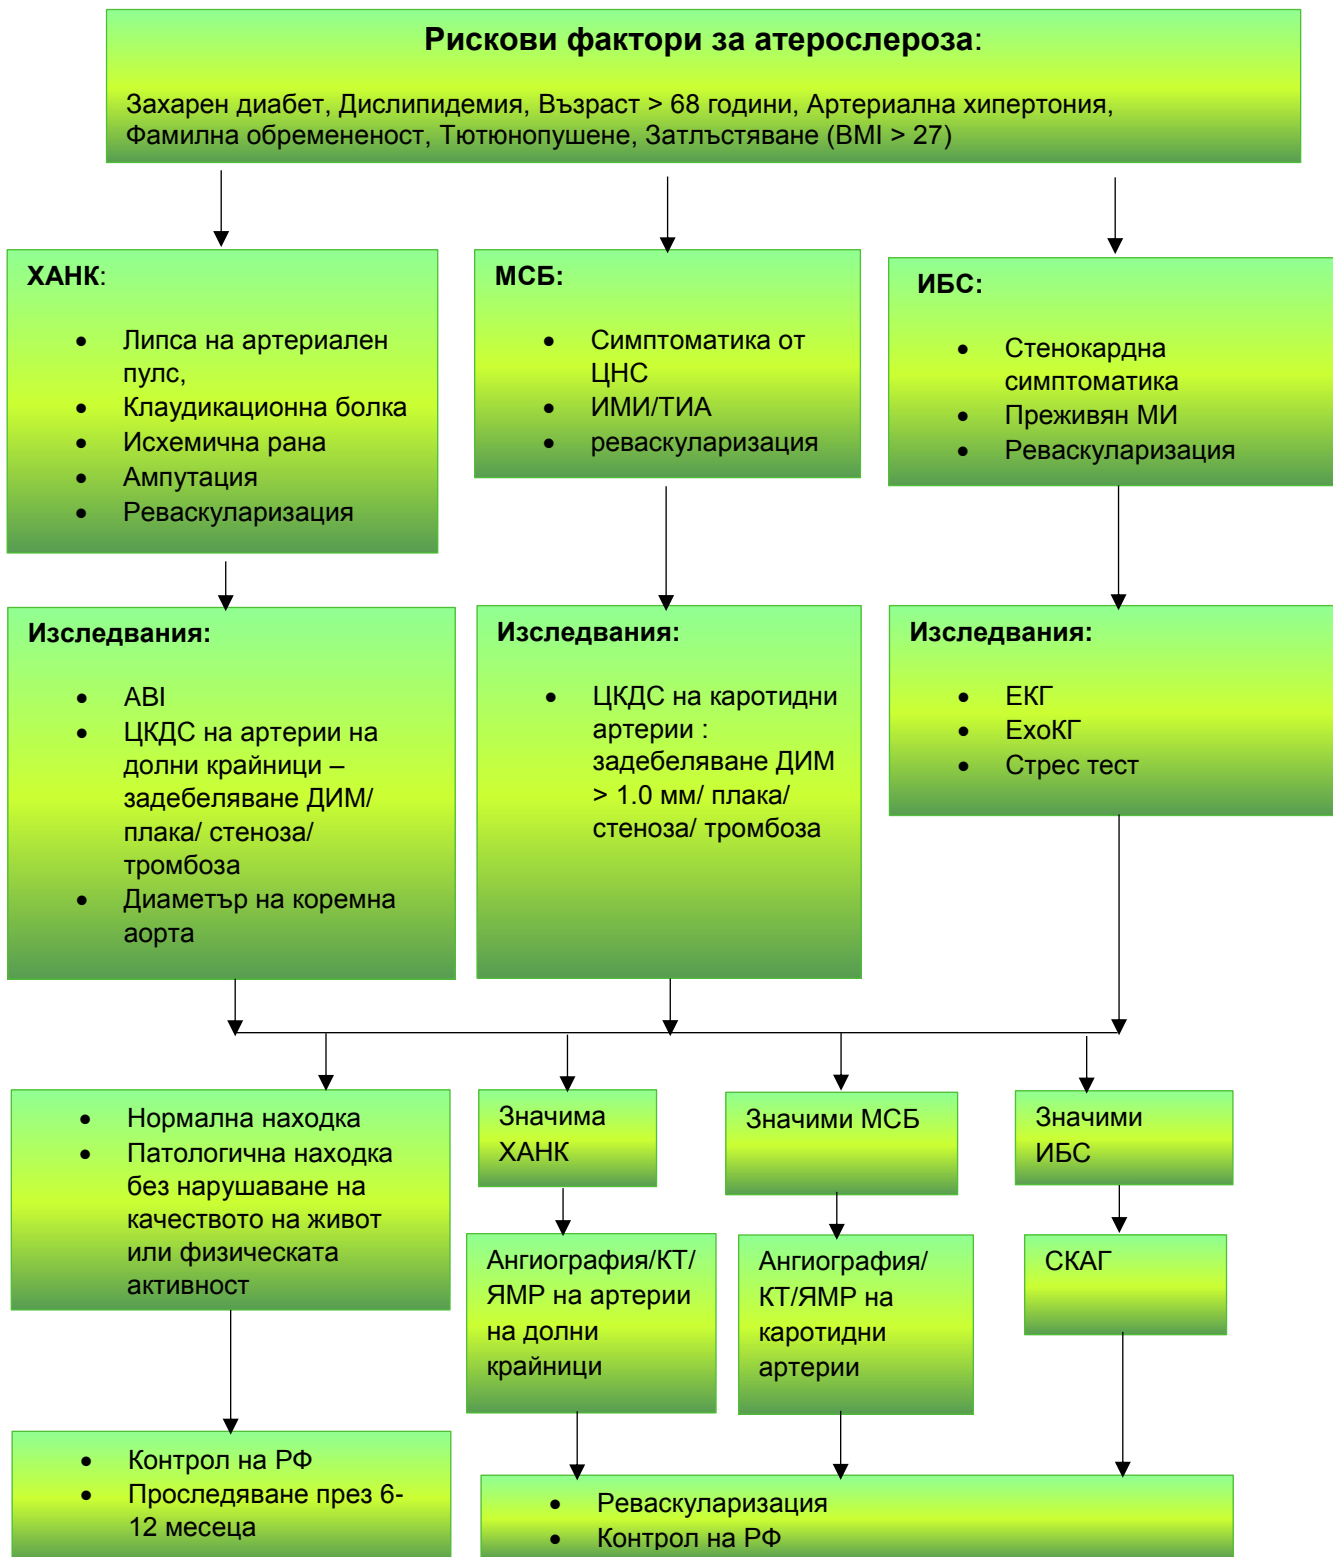 Рискови фактори за атерослероза:
Захарен диабет, Дислипидемия, Възраст > 68 години, Артериална хипертония,
Фамилна обремененост, Тютюнопушене, Затлъстяване (BMI > 27)
ХАНК:
• Липса на артериален
пулс,
• Клаудикационна болка
• Исхемична рана
• Ампутация
• Реваскуларизация
МСБ:
• Симптоматика от
ЦНС
• ИМИ/ТИА
• реваскуларизация
ИБС:
• Стенокардна
симптоматика
• Преживян МИ
• Реваскуларизация
Изследвания:
• ABI
• ЦКДС на артерии на
долни крайници –
задебеляване ДИМ/
плака/ стеноза/
тромбоза
• Диаметър на коремна
аорта
Изследвания:
• ЦКДС на каротидни
артерии :
задебеляване ДИМ
> 1.0 мм/ плака/
стеноза/ тромбоза
Изследвания:
• ЕКГ
• ЕхоКГ
• Стрес тест
• Нормална находка
• Патологична находка
без нарушаване на
качеството на живот
или физическата
активност
Значима
ХАНК
Значими МСБ
Значими
ИБС
Ангиография/КТ/
ЯМР на артерии
на долни
крайници
Ангиография/
КТ/ЯМР на
каротидни
артерии
СКАГ
• Контрол на РФ
• Проследяване през 6-
12 месеца
• Реваскуларизация
• Контрол на РФ